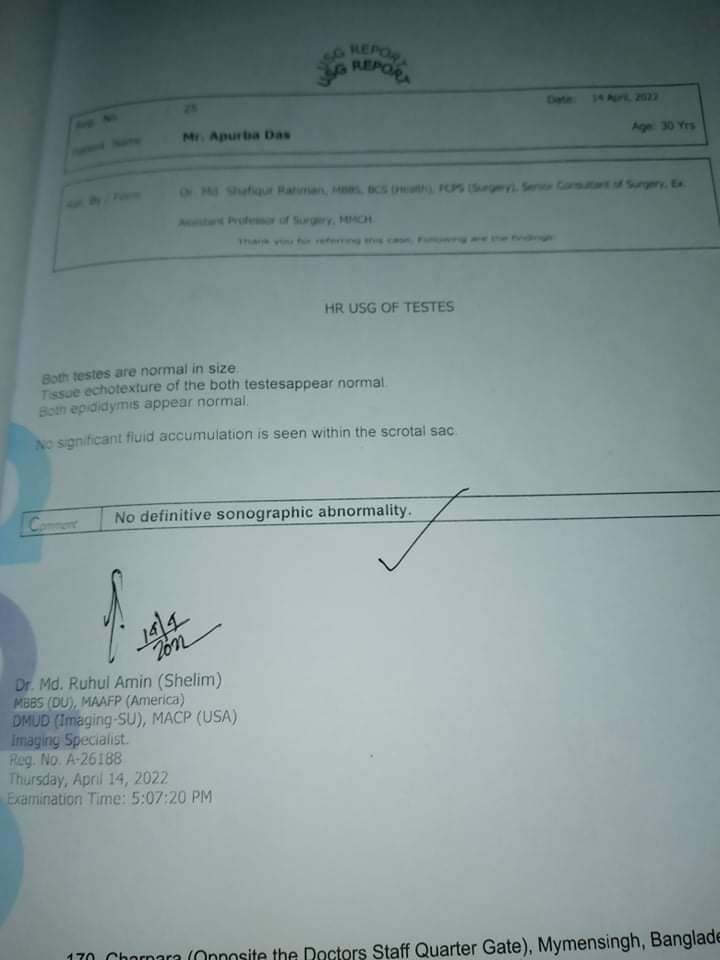 USG REPORT
USG REPORT
Reg. No. 25 Date: 14 April, 2022
Patient Name Mr. Apurba Das Age: 30 Yrs
Dr. Md. Shafiqur Rahman, MBBS, BCS (Health), FCPS (Surgery), Senior Consultant of Surgery, Ex.
Assistant Professor of Surgery, MMCH.
Thank you for referring this case. Following are the findings:
HR USG OF TESTES
Both testes are normal in size.
Tissue echotexture of the both testesappear normal.
Both epididymis appear normal.
No significant fluid accumulation is seen within the scrotal sac.
Comment No definitive sonographic abnormality.
14/4
2022
Dr. Md. Ruhul Amin (Shelim)
MBBS (DU), MAAFP (America)
DMUD (Imaging-SU), MACP (USA)
Imaging Specialist.
Reg. No. A-26188
Thursday, April 14, 2022
Examination Time: 5:07:20 PM
170, Charpara (Opposite the Doctors Staff Quarter Gate), Mymensingh, Banglade